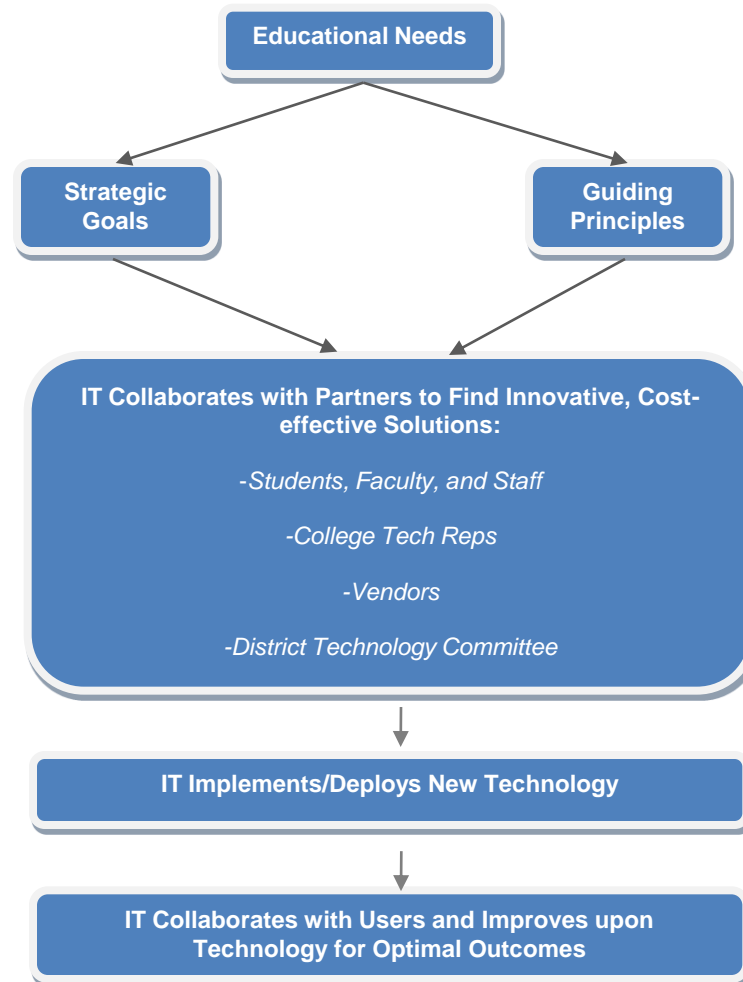 Educational Needs
Strategic
Goals
Guiding
Principles
IT Collaborates with Partners to Find Innovative, Cost-
effective Solutions:
-Students, Faculty, and Staff
-College Tech Reps
-Vendors
-District Technology Committee
IT Implements/Deploys New Technology
IT Collaborates with Users and Improves upon
Technology for Optimal Outcomes